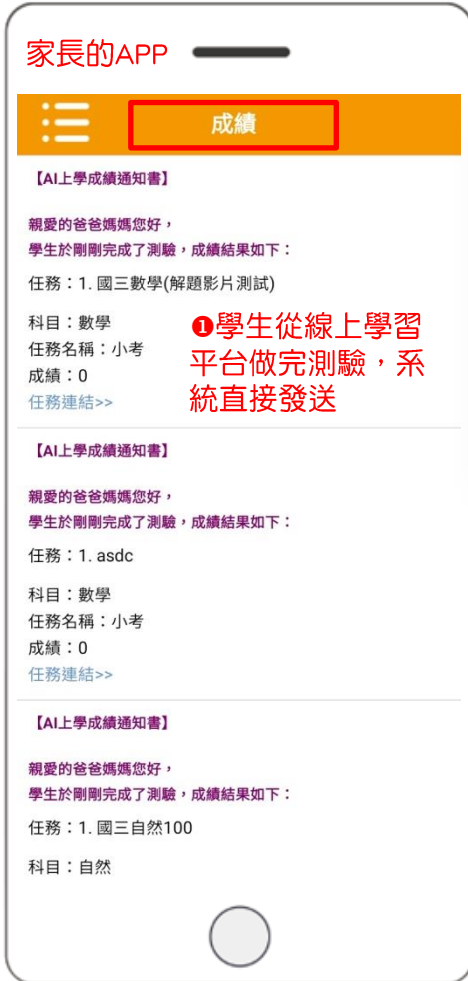 家長的APP
成績
【AI上學成績通知書】
親愛的爸爸媽媽您好，
學生於剛剛完成了測驗，成績結果如下：
任務：1. 國三數學(解題影片測試)
科目：數學
任務名稱：小考
成績：0
任務連結>>
❶學生從線上學習
平台做完測驗，系
統直接發送
【AI上學成績通知書】
親愛的爸爸媽媽您好，
學生於剛剛完成了測驗，成績結果如下：
任務：1. asdc
科目：數學
任務名稱：小考
成績：0
任務連結>>
【AI上學成績通知書】
親愛的爸爸媽媽您好，
學生於剛剛完成了測驗，成績結果如下：
任務：1. 國三自然100
科目：自然